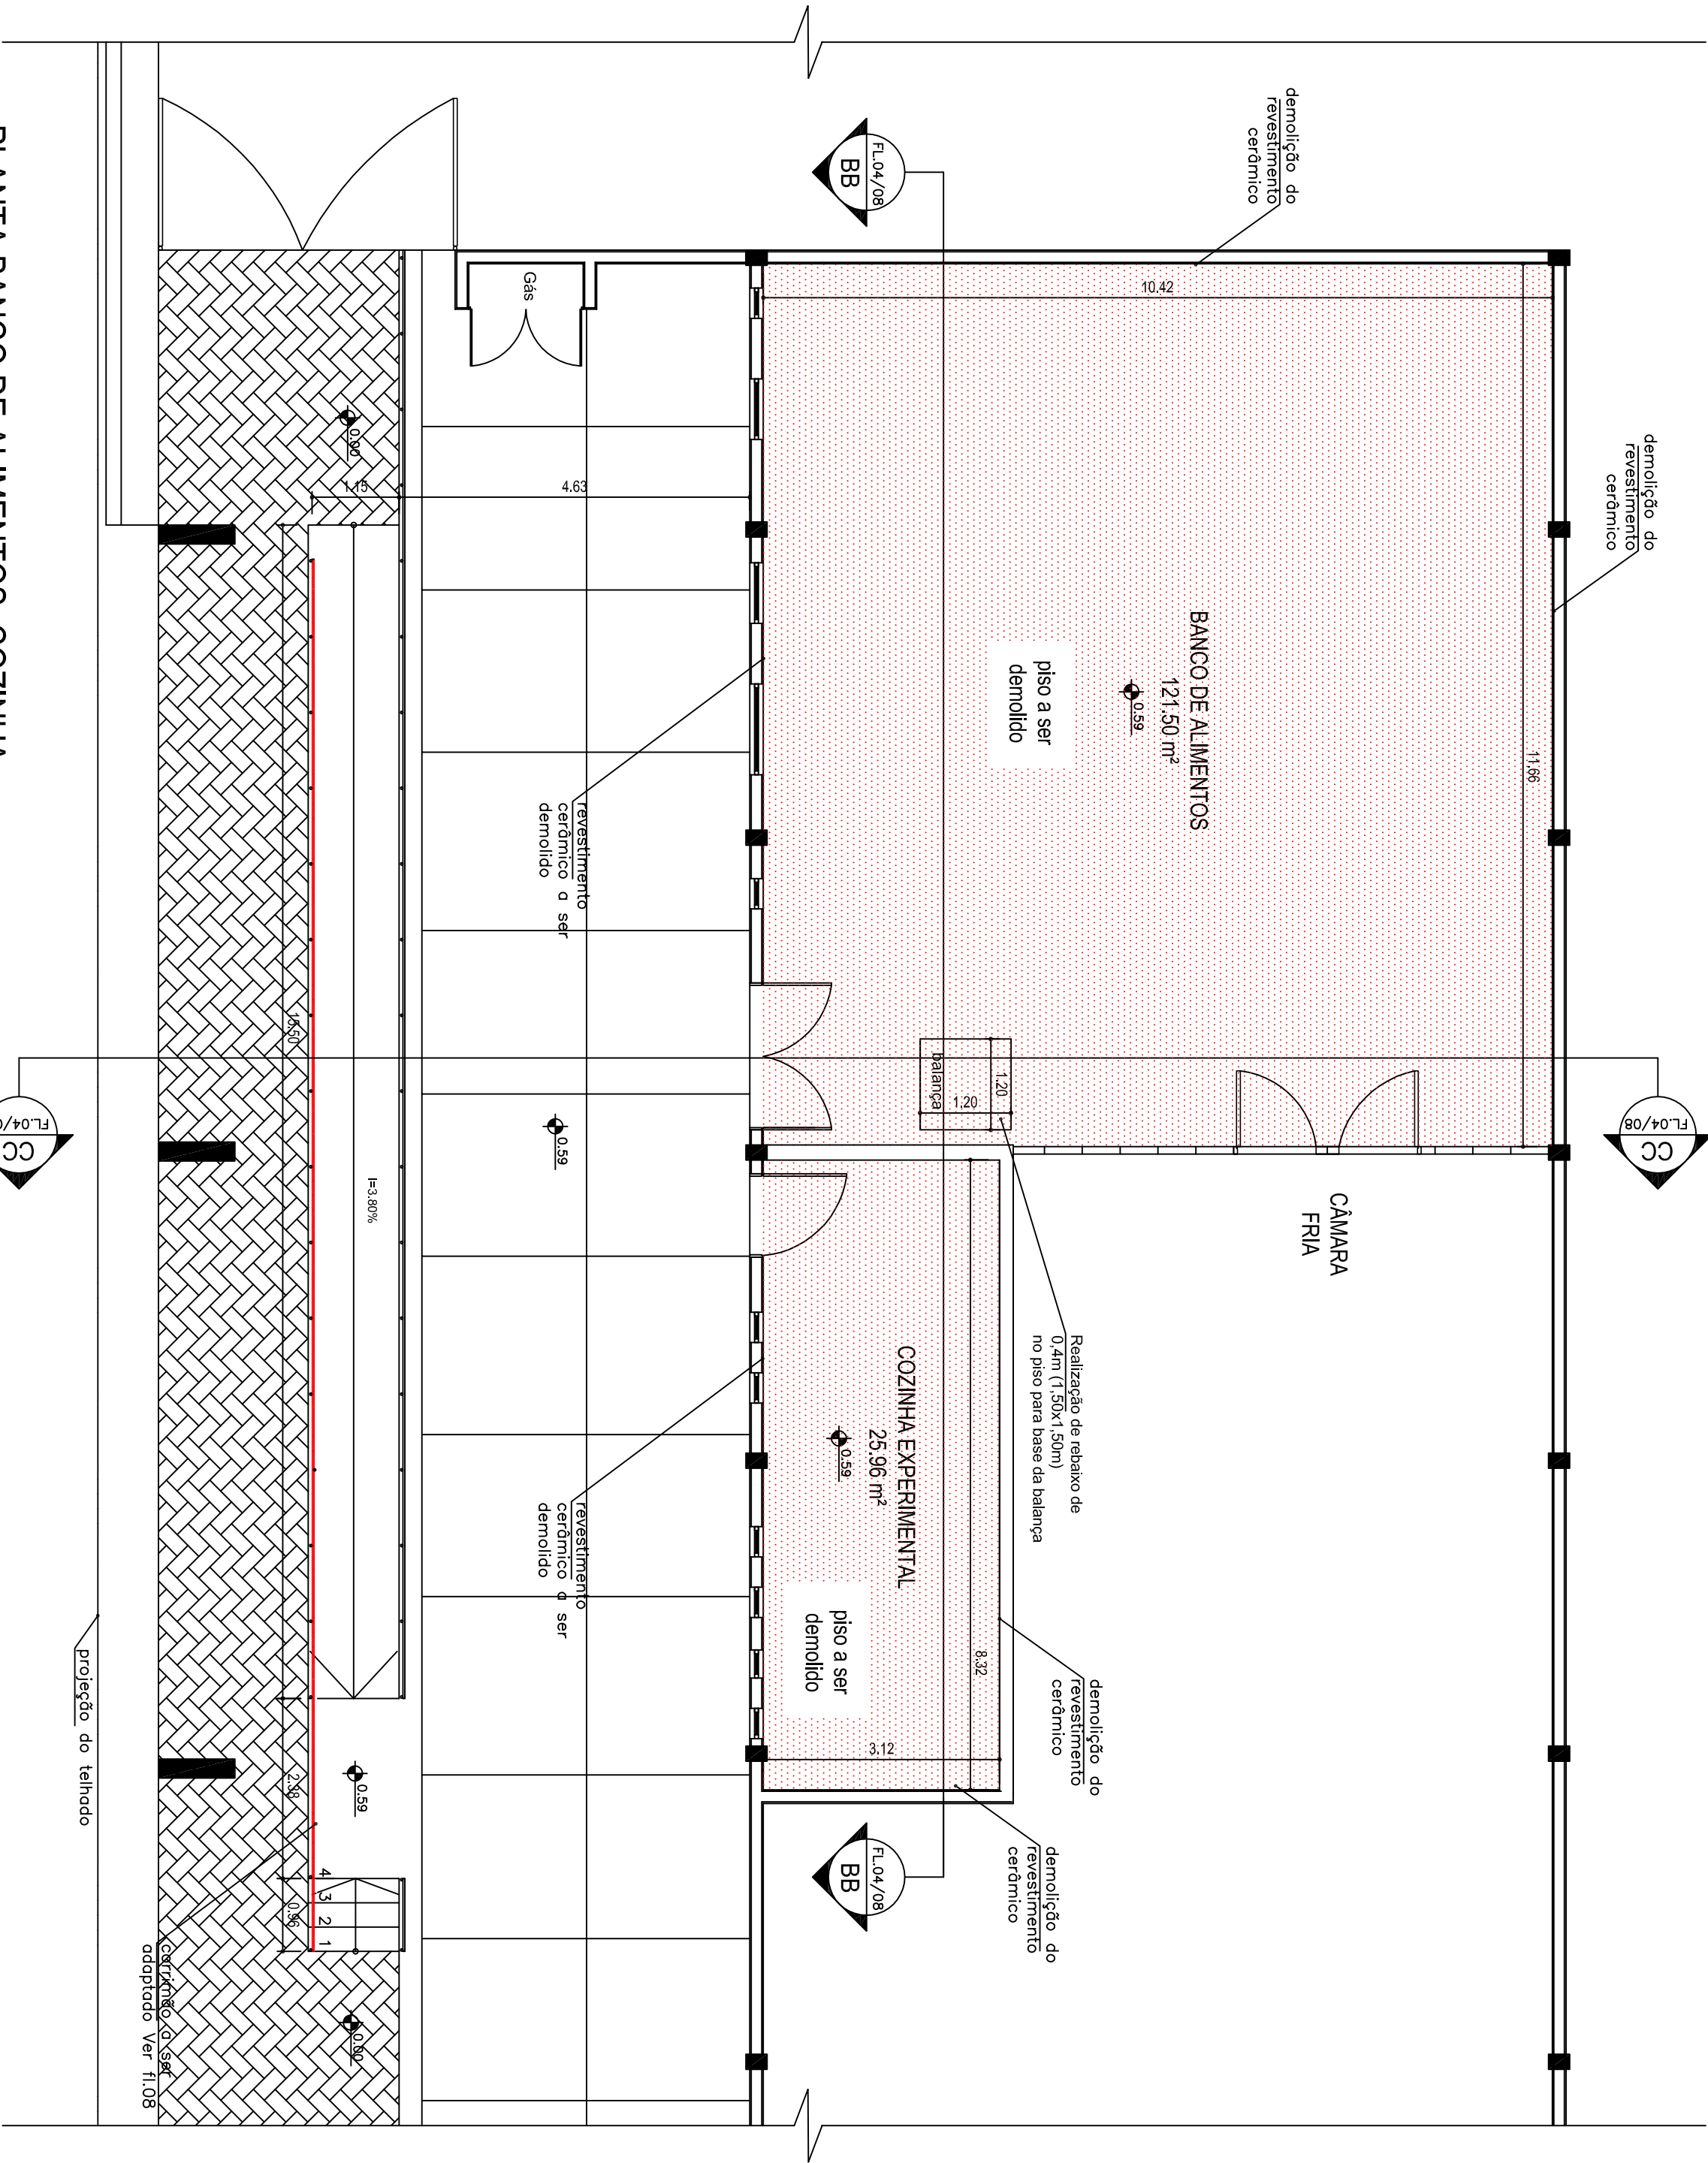 demolição do
revestimento
cerâmico
demolição do
revestimento
cerâmico
FL.04/08
BB
10.42
11,66
BANCO DE ALIMENTOS
121.50 m²
0.59
piso a ser
demolido
Gás
0.00
1.15
4.63
revestimento
cerâmico a ser
demolido
balança
1.20
1.20
Realização de rebaixo de
0,4m (1,50x1,50m)
no piso para base da balança
CÂMARA
FRIA
FL.04/08
CC
CC
15.50
I=3.80%
0.59
COZINHA EXPERIMENTAL
25.96 m²
0.59
piso a ser
demolido
8.32
3.12
revestimento
cerâmico a ser
demolido
demolição do
revestimento
cerâmico
demolição do
revestimento
cerâmico
FL.04/08
BB
0.59
2.38
0.96
4
3
2
1
0.00
corrimão a ser
adaptado Ver fl.08
projeção do telhado